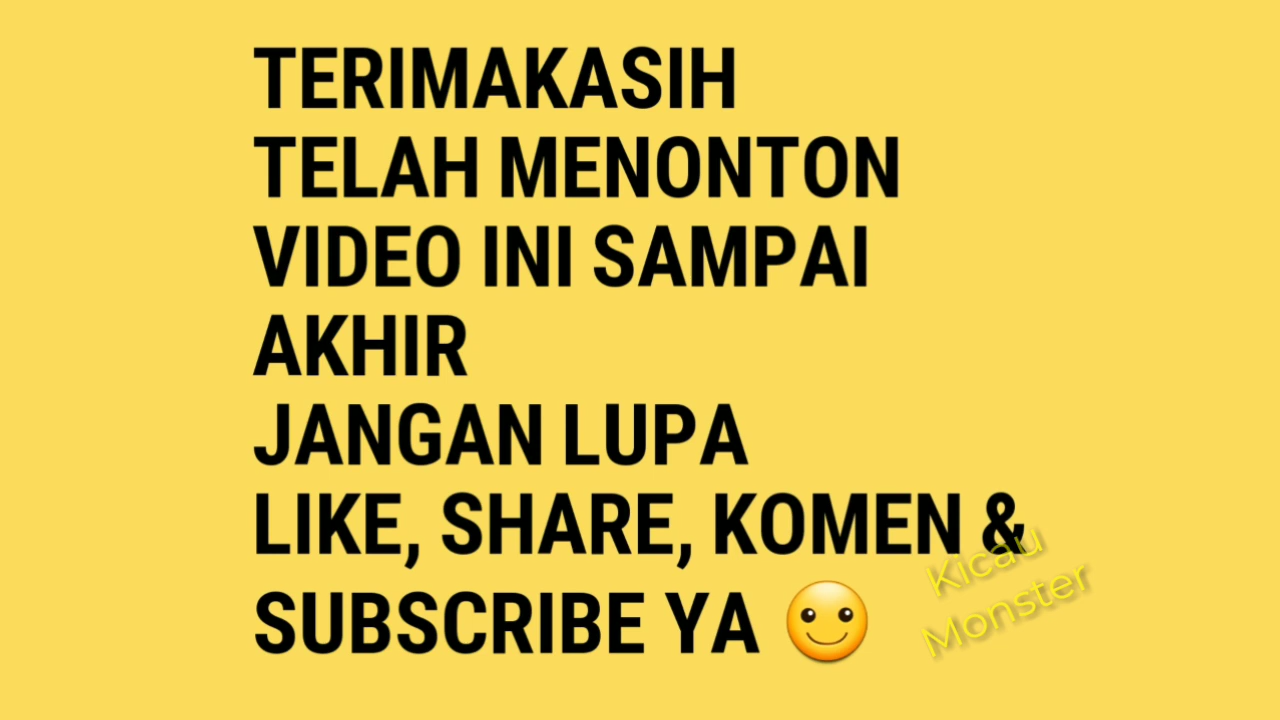 TERIMAKASIH
TELAH MENONTON
VIDEO INI SAMPAI
AKHIR
JANGAN LUPA
LIKE, SHARE, KOMEN &
SUBSCRIBE YA 🙂
Kicau
Monster